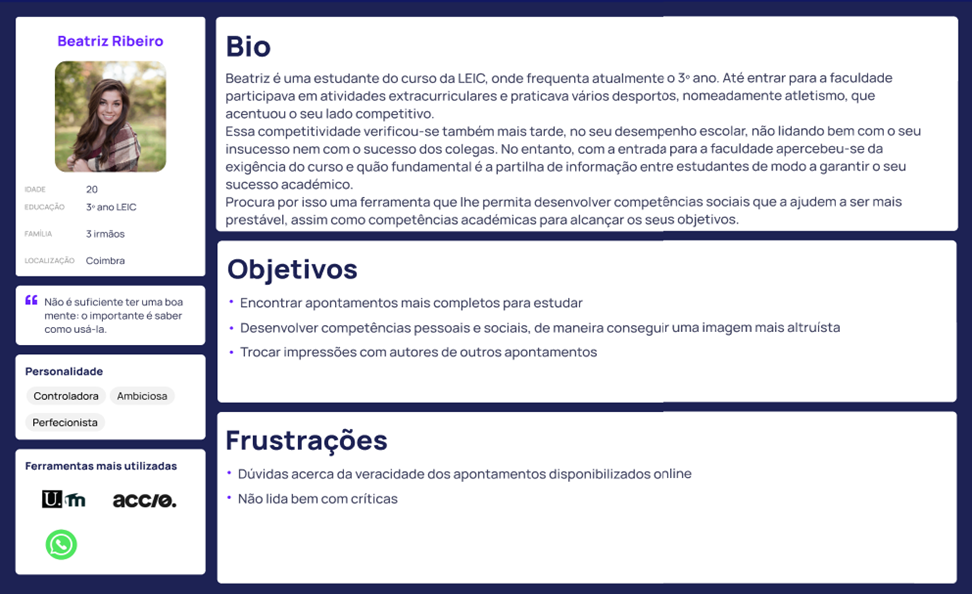 Beatriz Ribeiro
IDADE 20
EDUCAÇÃO 3º ano LEIC
FAMÍLIA 3 irmãos
LOCALIZAÇÃO Coimbra
Não é suficiente ter uma boa
mente: o importante é saber
como usá-la.
Personalidade
Controladora Ambiciosa
Perfecionista
Ferramentas mais utilizadas
U. m accio.
Bio
Beatriz é uma estudante do curso da LEIC, onde frequenta atualmente o 3º ano. Até entrar para a faculdade
participava em atividades extracurriculares e praticava vários desportos, nomeadamente atletismo, que
acentuou o seu lado competitivo.
Essa competitividade verificou-se também mais tarde, no seu desempenho escolar, não lidando bem com o seu
insucesso nem com o sucesso dos colegas. No entanto, com a entrada para a faculdade apercebeu-se da
exigência do curso e quão fundamental é a partilha de informação entre estudantes de modo a garantir o seu
sucesso académico.
Procura por isso uma ferramenta que lhe permita desenvolver competências sociais que a ajudem a ser mais
prestável, assim como competências académicas para alcançar os seus objetivos.
Objetivos
• Encontrar apontamentos mais completos para estudar
• Desenvolver competências pessoais e sociais, de maneira conseguir uma imagem mais altruísta
• Trocar impressões com autores de outros apontamentos
Frustrações
• Dúvidas acerca da veracidade dos apontamentos disponibilizados online
• Não lida bem com críticas